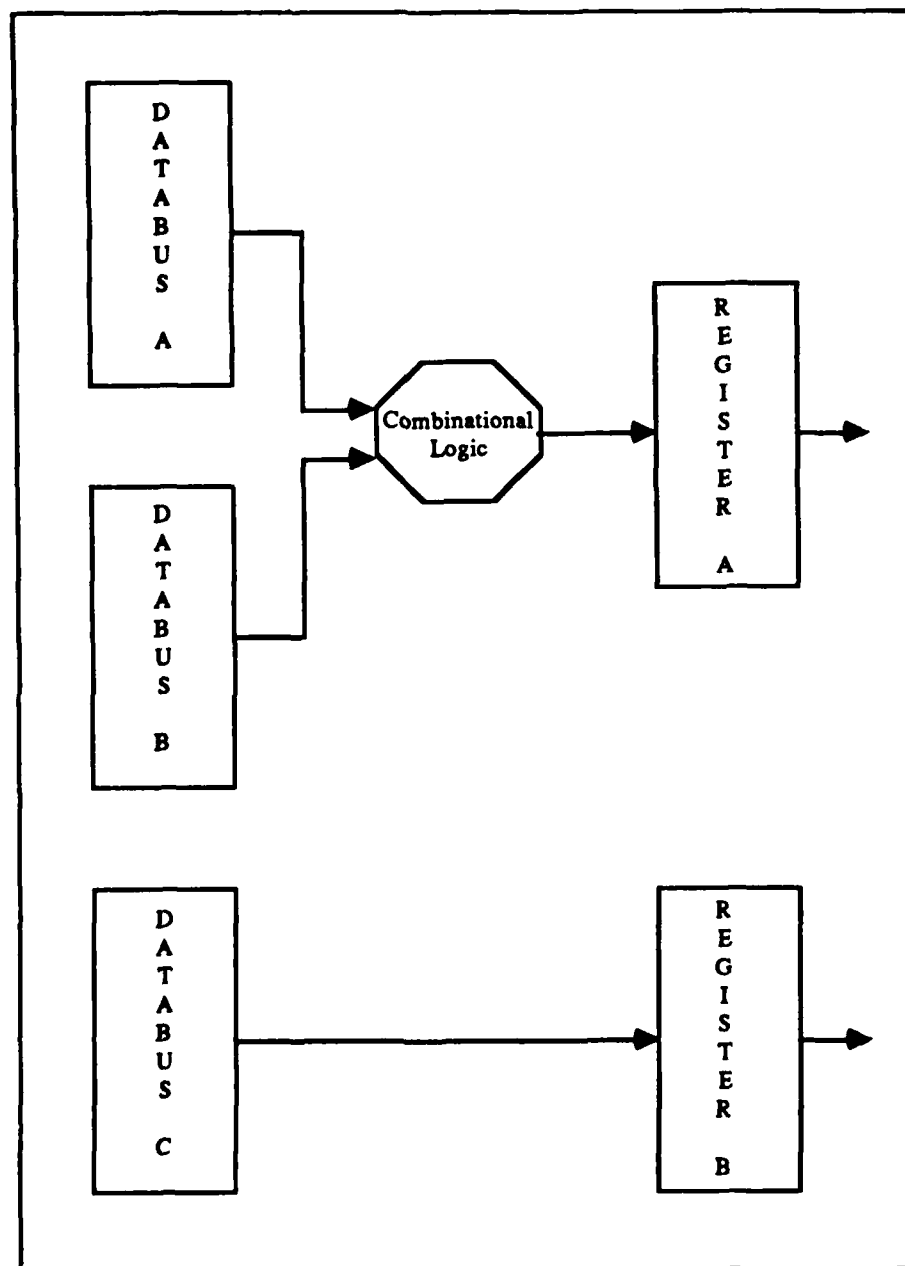 DATABUS A
Combinational
Logic
REGISTER A
DATABUS B
DATABUS C
REGISTER B